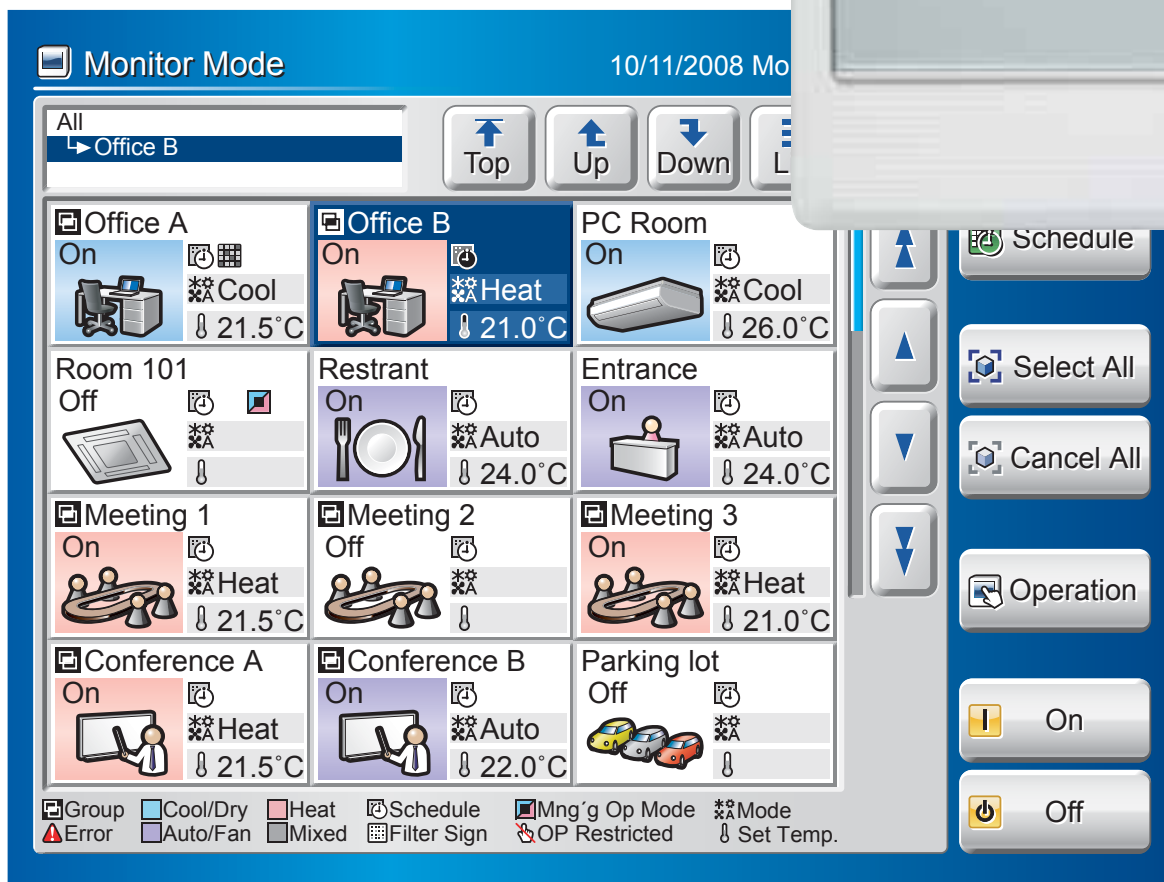 Monitor Mode
10/11/2008 Mo
All
Office B
Top
Up
Down
L
Office A
On
Cool
21.5°C
Office B
On
Heat
21.0°C
PC Room
On
Cool
26.0°C
Schedule
Room 101
Off
Restrant
On
Auto
24.0°C
Entrance
On
Auto
24.0°C
Select All
Cancel All
Meeting 1
On
Heat
21.5°C
Meeting 2
Off
Meeting 3
On
Heat
21.0°C
Operation
Conference A
On
Heat
21.5°C
Conference B
On
Auto
22.0°C
Parking lot
Off
On
Off
Group Cool/Dry Heat Schedule Mng´g Op Mode Mode
Error Auto/Fan Mixed Filter Sign OP Restricted Set Temp.